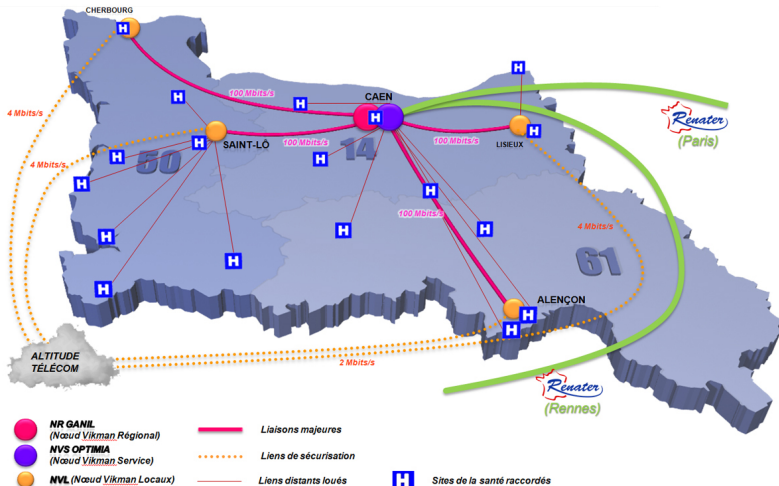 CHERBOURG
H
H
H
4 Mbits/s
100 Mbits/s
H
CAEN
H
Renater
(Paris)
4 Mbits/s
H
SAINT-LÔ
100 Mbits/s
14
100 Mbits/s
H
LISIEUX
H
50
H
H
H
100 Mbits/s
H
H
H
H
4 Mbits/s
H
61
H
ALENÇON
H
H
ALTITUDE
TÉLÉCOM
2 Mbits/s
Renater
(Rennes)
NR GANIL
(Nœud Vikman Régional)
Liaisons majeures
NVS OPTIMIA
(Nœud Vikman Service)
Liens de sécurisation
NVL (Nœud Vikman Locaux)
Liens distants loués
H Sites de la santé raccordés